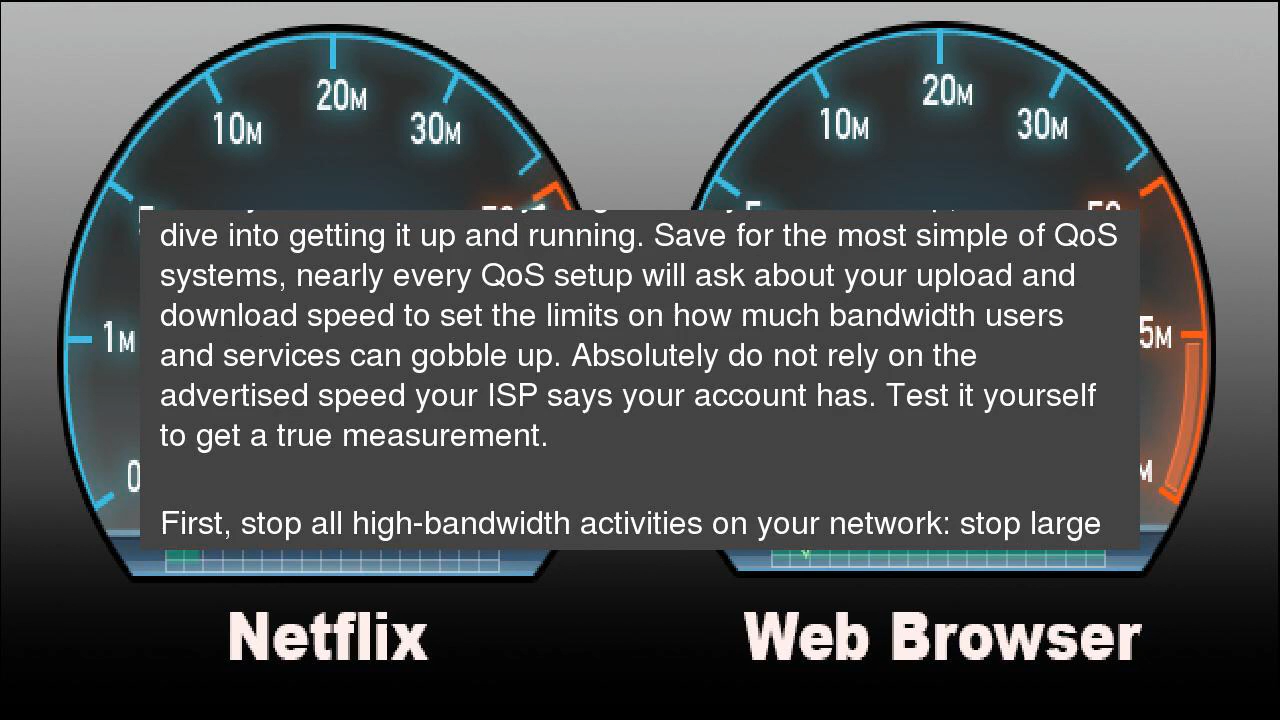 20M
20M
10M
30M
10M
30M
dive into getting it up and running. Save for the most simple of QoS
systems, nearly every QoS setup will ask about your upload and
download speed to set the limits on how much bandwidth users
1M
5M
and services can gobble up. Absolutely do not rely on the
advertised speed your ISP says your account has. Test it yourself
to get a true measurement.
0
M
First, stop all high-bandwidth activities on your network: stop large
Netflix
Web Browser